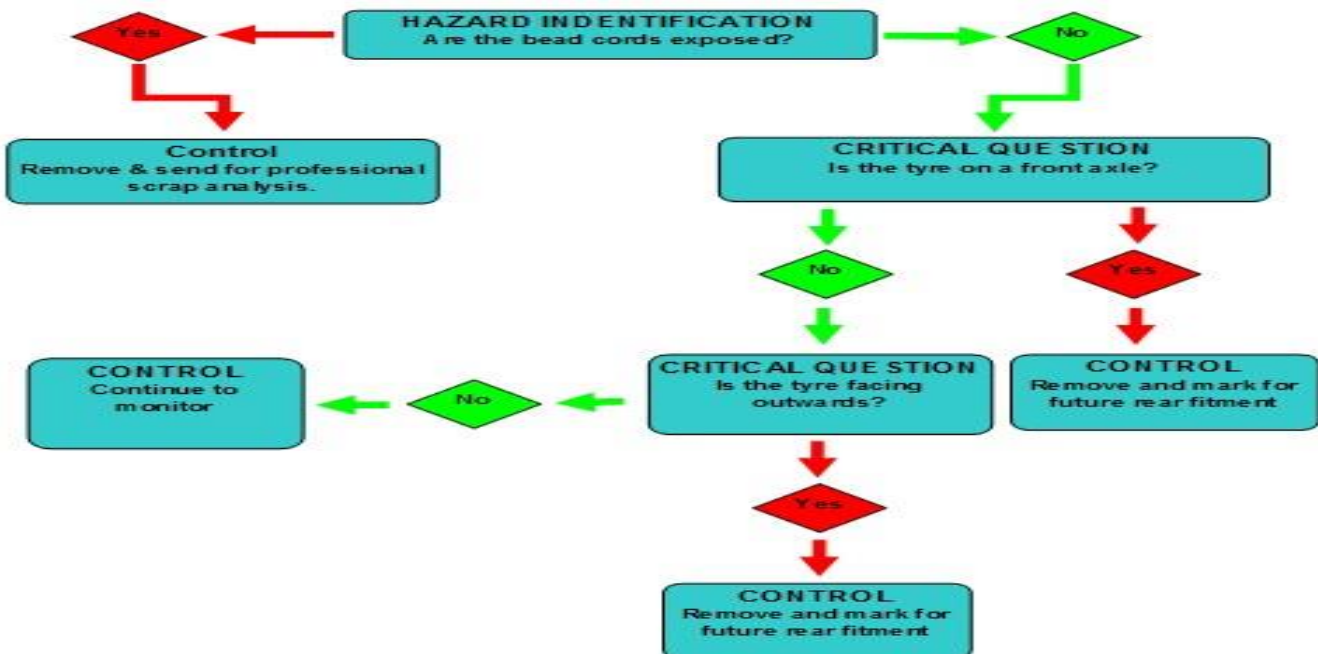 HAZARD INDENTIFICATION
Are the bead cords exposed?
Yes
No
Control
Remove & send for professional
scrap analysis.
CRITICAL QUESTION
Is the tyre on a front axle?
No
Yes
CONTROL
Continue to
monitor
No
CRITICAL QUESTION
Is the tyre facing
outwards?
CONTROL
Remove and mark for
future rear fitment
Yes
CONTROL
Remove and mark for
future rear fitment